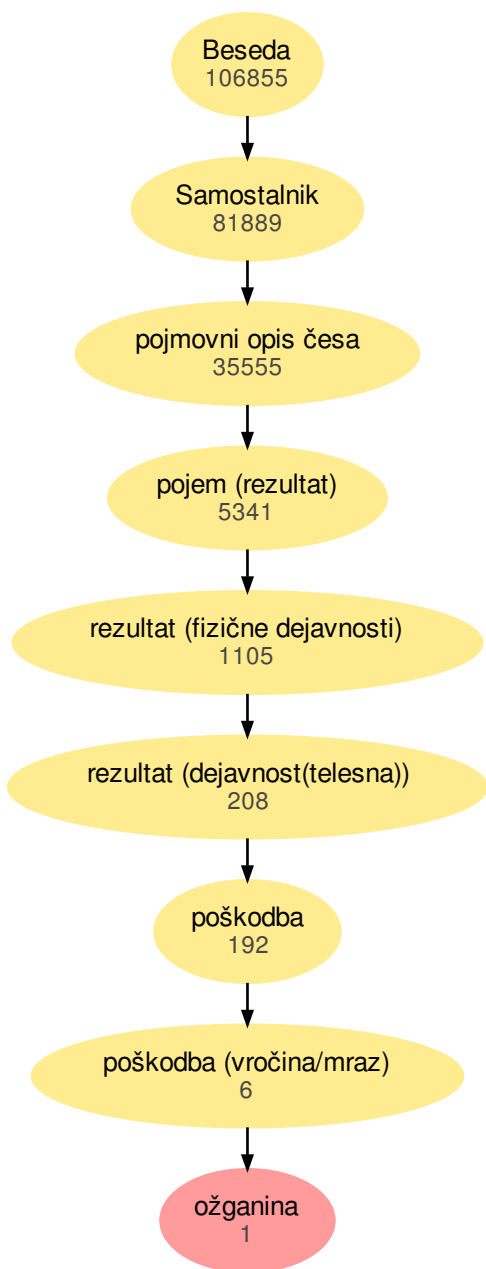 Beseda
106855
Samostalnik
81889
pojmovni opis česa
35555
pojem (rezultat)
5341
rezultat (fizične dejavnosti)
1105
rezultat (dejavnost(telesna))
208
poškodba
192
poškodba (vročina/mraz)
6
ožganina
1